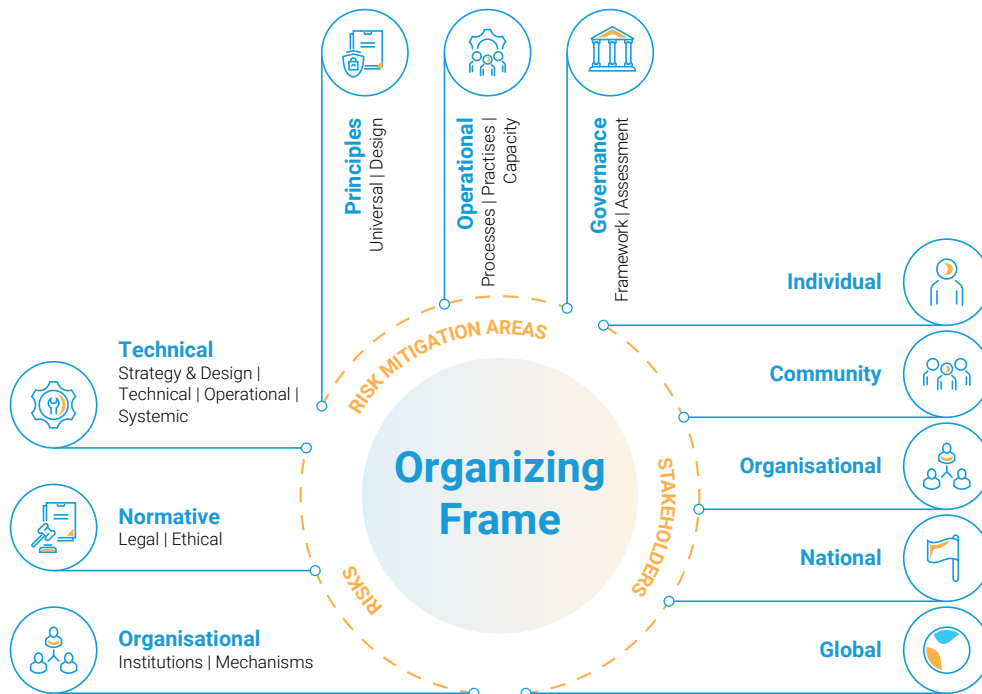 Principles
Universal | Design
Operational
Processes | Practises |
Capacity
Governance
Framework | Assessment
RISK MITIGATION AREAS
Technical
Strategy & Design |
Technical | Operational |
Systemic
Normative
Legal | Ethical
Organisational
Institutions | Mechanisms
RISKS
Organizing
Frame
STAKEHOLDERS
Individual
Community
Organisational
National
Global